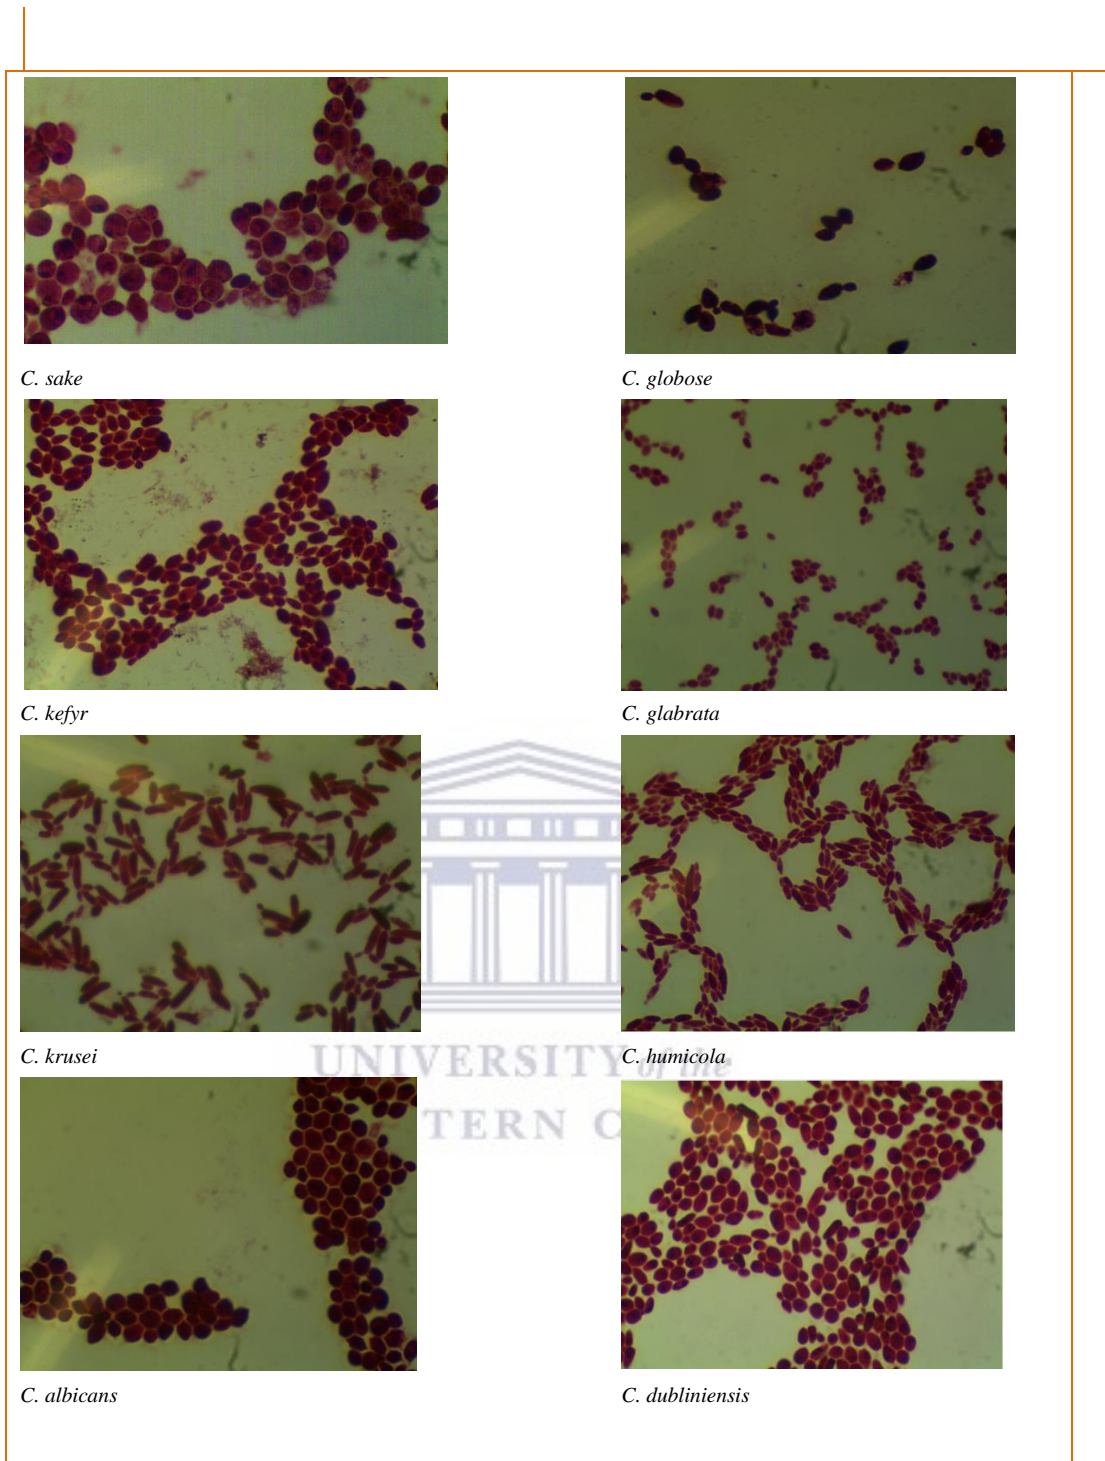 C. sake
C. globose
C. kefyr
C. glabrata
C. krusei
C. humicola
UNIVERSITY of the
TERN C
C. albicans
C. dubliniensis